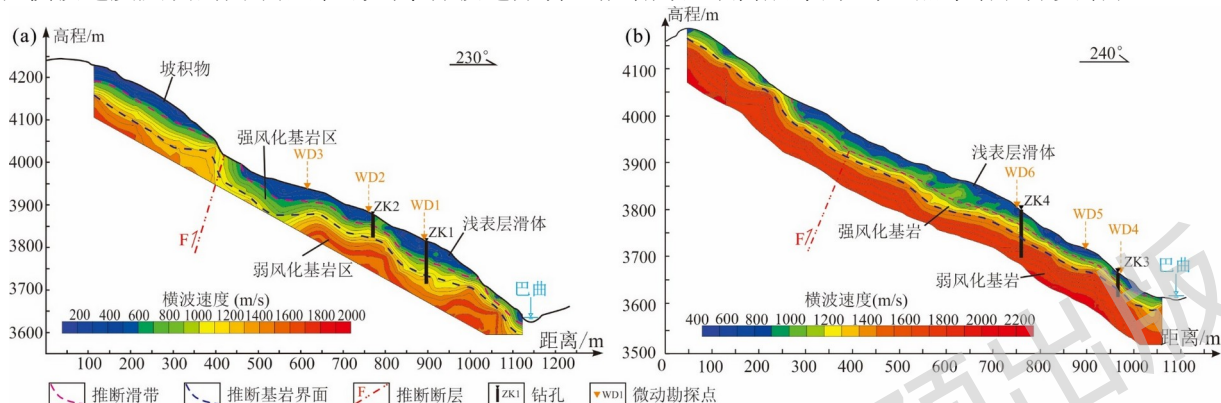 (a)
高程/m
230°
4200
4100
4000
3900
3800
3700
3600
坡积物
强风化基岩区
WD3
WD2
ZK2
WD1
ZK1
浅表层滑体
F
弱风化基岩区
巴曲
横波速度 (m/s)
200 400 600 800 1000 1200 1400 1600 1800 2000
距离/m
100 200 300 400 500 600 700 800 900 1000 1100 1200
(b)
高程/m
240°
4100
4000
3900
3800
3700
3600
3500
浅表层滑体
WD6
ZK4
WD5
WD4
ZK3
F
强风化基岩
弱风化基岩
巴曲
横波速度(m/s)
400 600 800 1000 1200 1400 1600 1800 2000 2200
距离/m
0 100 200 300 400 500 600 700 800 900 1000 1100
推断滑带 推断基岩界面 F 推断断层 ZK1 钻孔 WD1 微动勘探点